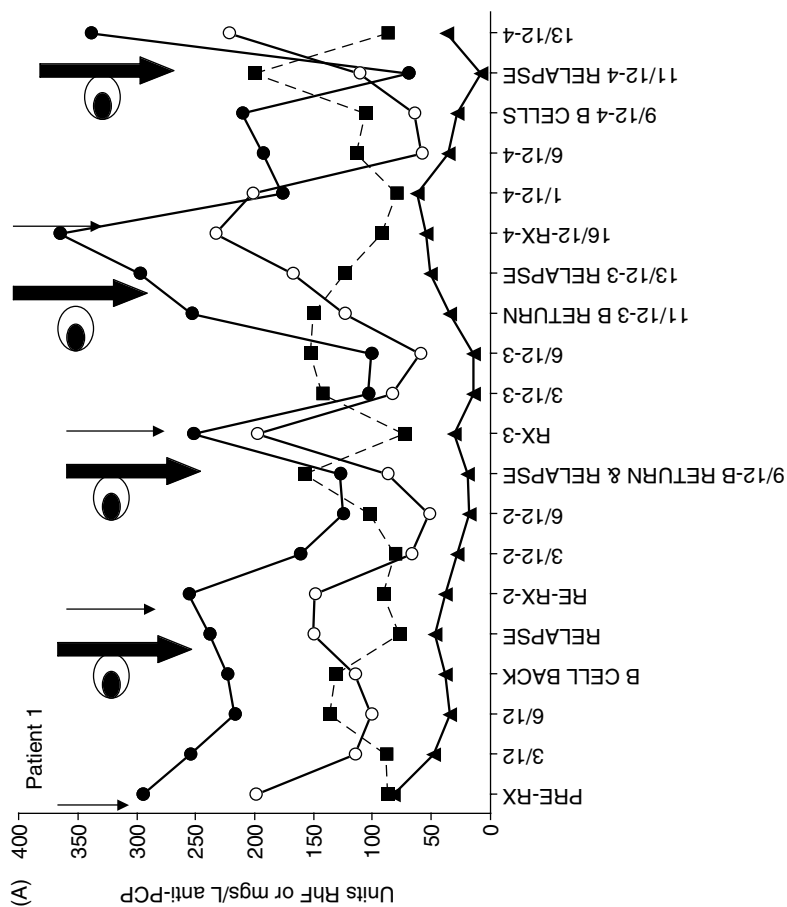 (A)
Patient 1
Units RhF or mgs/L anti-PCP
400
350
300
250
200
150
100
50
0
PRE-RX
3/12
6/12
B CELL BACK
RELAPSE
RE-RX-2
3/12-2
6/12-2
9/12-B RETURN & RELAPSE
RX-3
3/12-3
6/12-3
11/12-3 B RETURN
13/12-3 RELAPSE
16/12-RX-4
1/12-4
6/12-4
9/12-4 B CELLS
11/12-4 RELAPSE
13/12-4